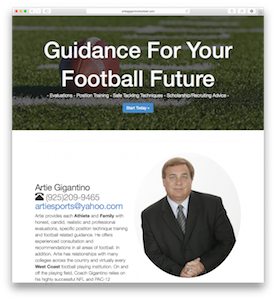 Guidance For Your
Football Future
- Evaluations - Position Training - Safe Tackling Techniques - Scholarship/Recruiting Advice -
Start Today »
Artie Gigantino
☎ (925)209-9465
artiesports@yahoo.com
Artie provides each Athlete and Family with
honest, candid, realistic and professional
evaluations, specific position technique training
and football related guidance. He offers
experienced consultation and
recommendations in all areas of football. In
addition, Artie has relationships with many
colleges across the country and virtually every
West Coast football playing institution. On and
off the playing field, Coach Gigantino relies on
his highly successful NFL and PAC-12